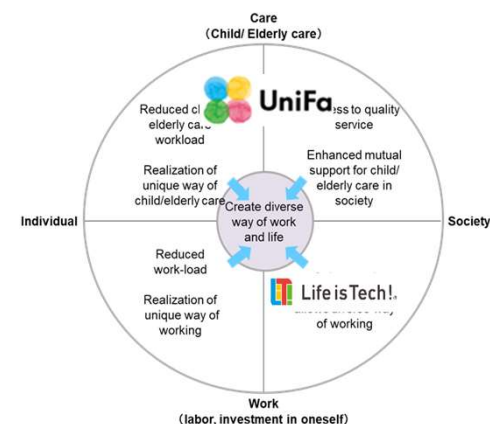 Care
(Child/ Elderly care)
UniFa
Reduced
elderly care
workload
to quality
service
Realization of
unique way of
child/elderly care
Enhanced mutual
support for child/
elderly care in
society
Individual
Create diverse
way of work
and life
Society
Reduced
work-load
Realization of
unique way of
working
Life is Tech!
way
of working
Work
(labor, investment in oneself)